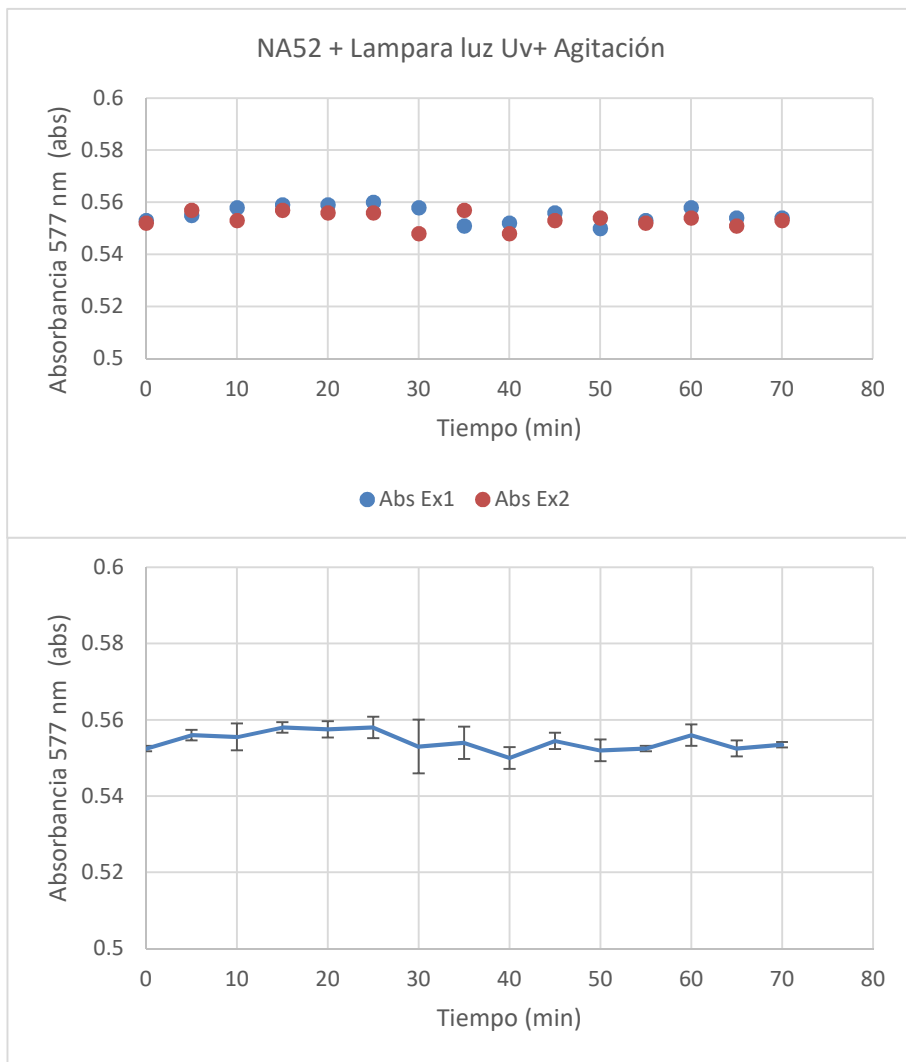 NA52 + Lampara luz Uv+ Agitación
Absorbancia 577 nm (abs)
0.6
0.58
0.56
0.54
0.52
0.5
0 10 20 30 40 50 60 70 80
Tiempo (min)
Abs Ex1 Abs Ex2
Absorbancia 577 nm (abs)
0.6
0.58
0.56
0.54
0.52
0.5
0 10 20 30 40 50 60 70 80
Tiempo (min)